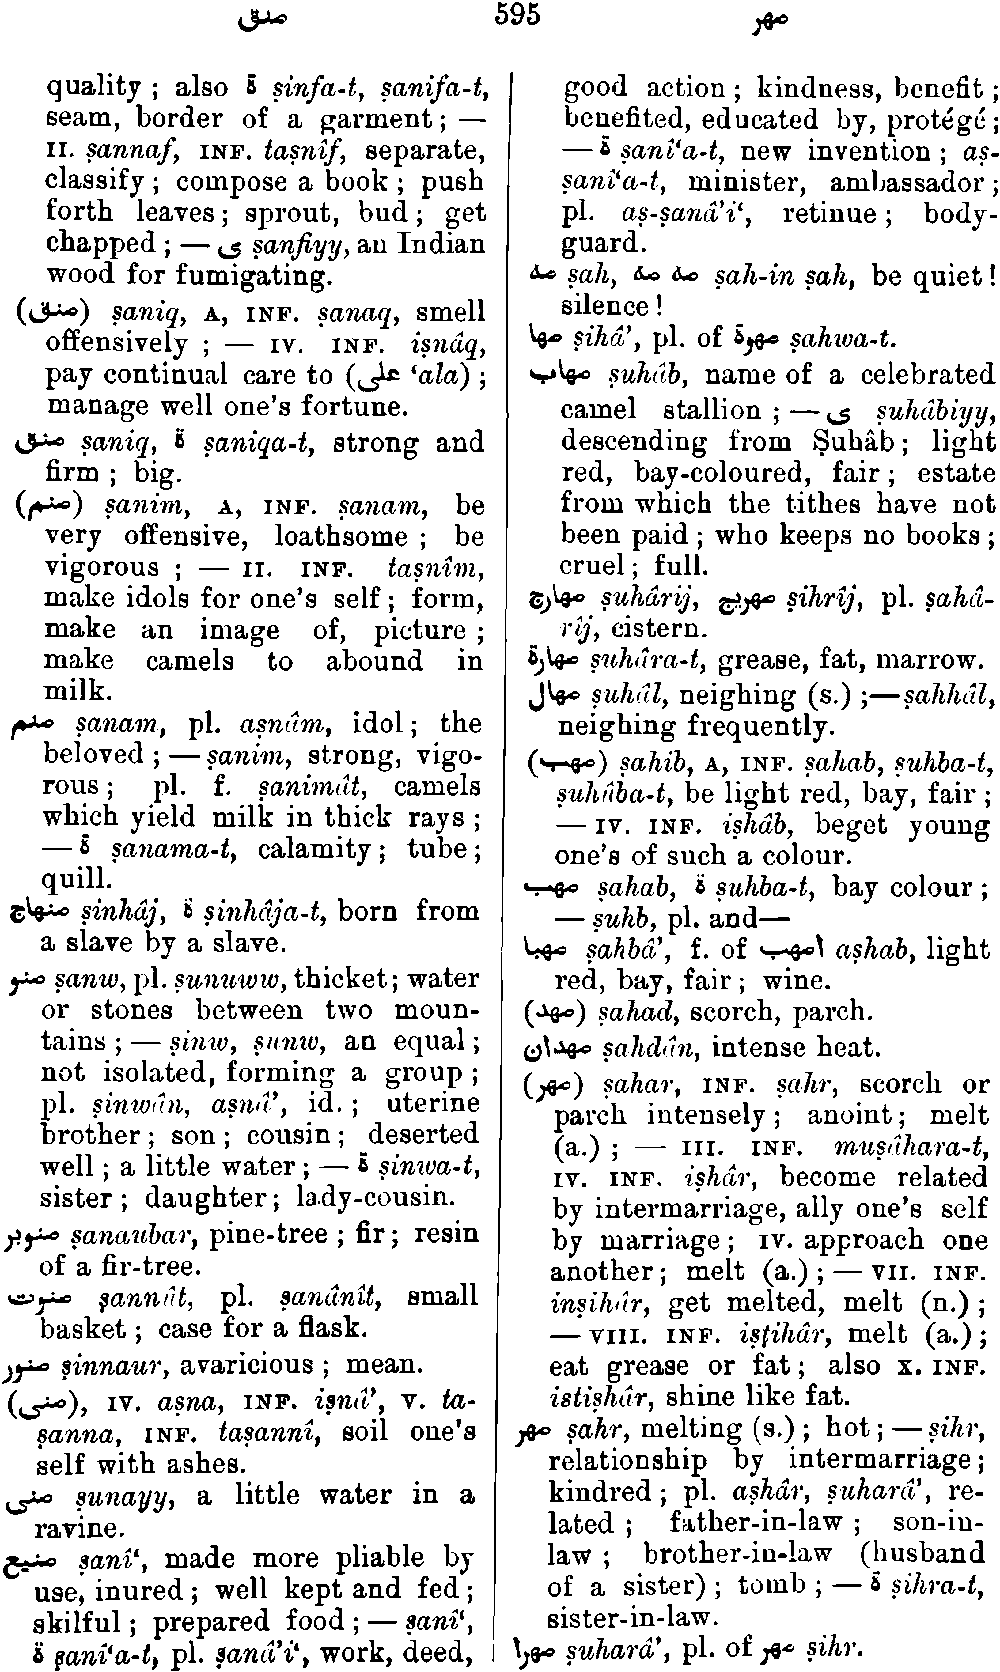 صنق 595 صهر
quality ; also ة ṣinfa-t, ṣanifa-t,
seam, border of a garment ; —
II. ṣannaf, INF. taṣnîf, separate,
classify ; compose a book ; push
forth leaves ; sprout, bud ; get
chapped ; — ى ṣanfiyy, an Indian
wood for fumigating.
(صنق) ṣaniq, A, INF. ṣanaq, smell
offensively ; — IV. INF. iṣnâq,
pay continual care to (على ‘ala) ;
manage well one's fortune.
صنق ṣaniq, ة ṣaniqa-t, strong and
firm ; big.
(صنم) ṣanim, A, INF. ṣanam, be
very offensive, loathsome ; be
vigorous ; — II. INF. taṣnîm,
make idols for one's self ; form,
make an image of, picture ;
make camels to abound in
milk.
صنم ṣanam, pl. aṣnâm, idol ; the
beloved ; — ṣanim, strong, vigo-
rous ; pl. f. ṣanimât, camels
which yield milk in thick rays ;
— ة ṣanama-t, calamity ; tube ;
quill.
صنهاج ṣinhâj, ة ṣinhâja-t, born from
a slave by a slave.
صنو ṣanw, pl. ṣunuww, thicket ; water
or stones between two moun-
tains ; — ṣinw, ṣunw, an equal ;
not isolated, forming a group ;
pl. ṣinwân, aṣnâ’, id. ; uterine
brother ; son ; cousin ; deserted
well ; a little water ; — ة ṣinwa-t,
sister ; daughter ; lady-cousin.
صنوبر ṣanaubar, pine-tree ; fir ; resin
of a fir-tree.
صنوت ṣannût, pl. ṣanânît, small
basket ; case for a flask.
صنور ṣinnaur, avaricious ; mean.
(صنى), IV. aṣna, INF. iṣnâ’, V. ta-
ṣanna, INF. taṣannî, soil one's
self with ashes.
صنى ṣunayy, a little water in a
ravine.
صنيع ṣanî‘, made more pliable by
use, inured ; well kept and fed ;
skilful ; prepared food ; — ṣanî‘,
ة ṣanî‘a-t, pl. ṣanâ’i‘, work, deed,
good action ; kindness, benefit ;
benefited, educated by, protégé ;
— ة ṣanî‘a-t, new invention ; aṣ-
ṣanî‘a-t, minister, ambassador ;
pl. aṣ-ṣanâ’i‘, retinue ; body-
guard.
صه ṣah, صه صه ṣah-in ṣah, be quiet !
silence !
صها ṣihâ’, pl. of صهوة ṣahwa-t.
صهاب ṣuhâb, name of a celebrated
camel stallion ; — ى ṣuhâbiyy,
descending from Ṣuhâb ; light
red, bay-coloured, fair ; estate
from which the tithes have not
been paid ; who keeps no books ;
cruel ; full.
صهارج ṣuhârij, صهريج ṣihrîj, pl. ṣahâ-
rîj, cistern.
صهارة ṣuhâra-t, grease, fat, marrow.
صهال ṣuhâl, neighing (s.) ; — ṣahhâl,
neighing frequently.
(صهب) ṣahib, A, INF. ṣahab, ṣuhba-t,
ṣuhûba-t, be light red, bay, fair ;
— IV. INF. iṣhâb, beget young
one's of such a colour.
صهب ṣahab, ة ṣuhba-t, bay colour ;
— ṣuhb, pl. and—
صهبا ṣahbâ’, f. of اصهب aṣhab, light
red, bay, fair ; wine.
(صهد) ṣahad, scorch, parch.
صهدان ṣahdân, intense heat.
(صهر) ṣahar, INF. ṣahr, scorch or
parch intensely ; anoint ; melt
(a.) ; — III. INF. muṣâhara-t,
IV. INF. iṣhâr, become related
by intermarriage, ally one's self
by marriage ; IV. approach one
another ; melt (a.) ; — VII. INF.
inṣihâr, get melted, melt (n.) ;
— VIII. INF. iṣṭihâr, melt (a.) ;
eat grease or fat ; also X. INF.
istiṣhâr, shine like fat.
صهر ṣahr, melting (s.) ; hot ; — ṣihr,
relationship by intermarriage ;
kindred ; pl. aṣhâr, ṣuharâ’, re-
lated ; father-in-law ; son-in-
law ; brother-in-law (husband
of a sister) ; tomb ; — ة ṣihra-t,
sister-in-law.
صهرا ṣuharâ’, pl. of صهر ṣihr.